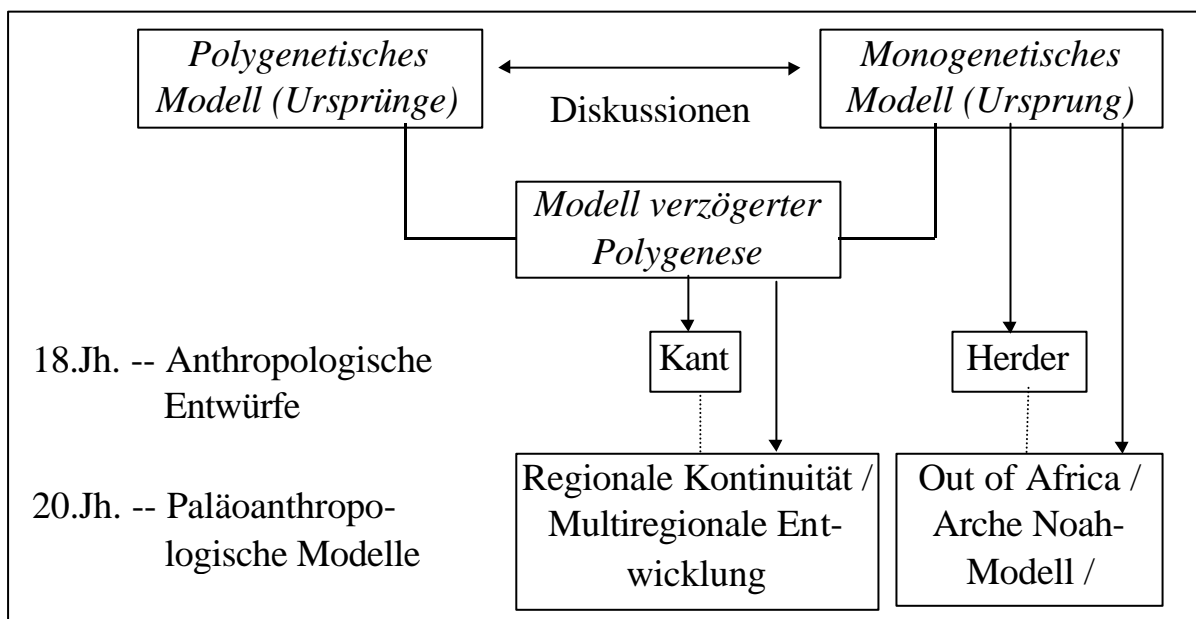 Polygenetisches
Modell (Ursprünge)
Diskussionen
Monogenetisches
Modell (Ursprung)
Modell verzögerter
Polygenese
18.Jh. -- Anthropologische
Entwürfe
Kant
Herder
20.Jh. -- Paläoanthropo-
logische Modelle
Regionale Kontinuität /
Multiregionale Ent-
wicklung
Out of Africa /
Arche Noah-
Modell /